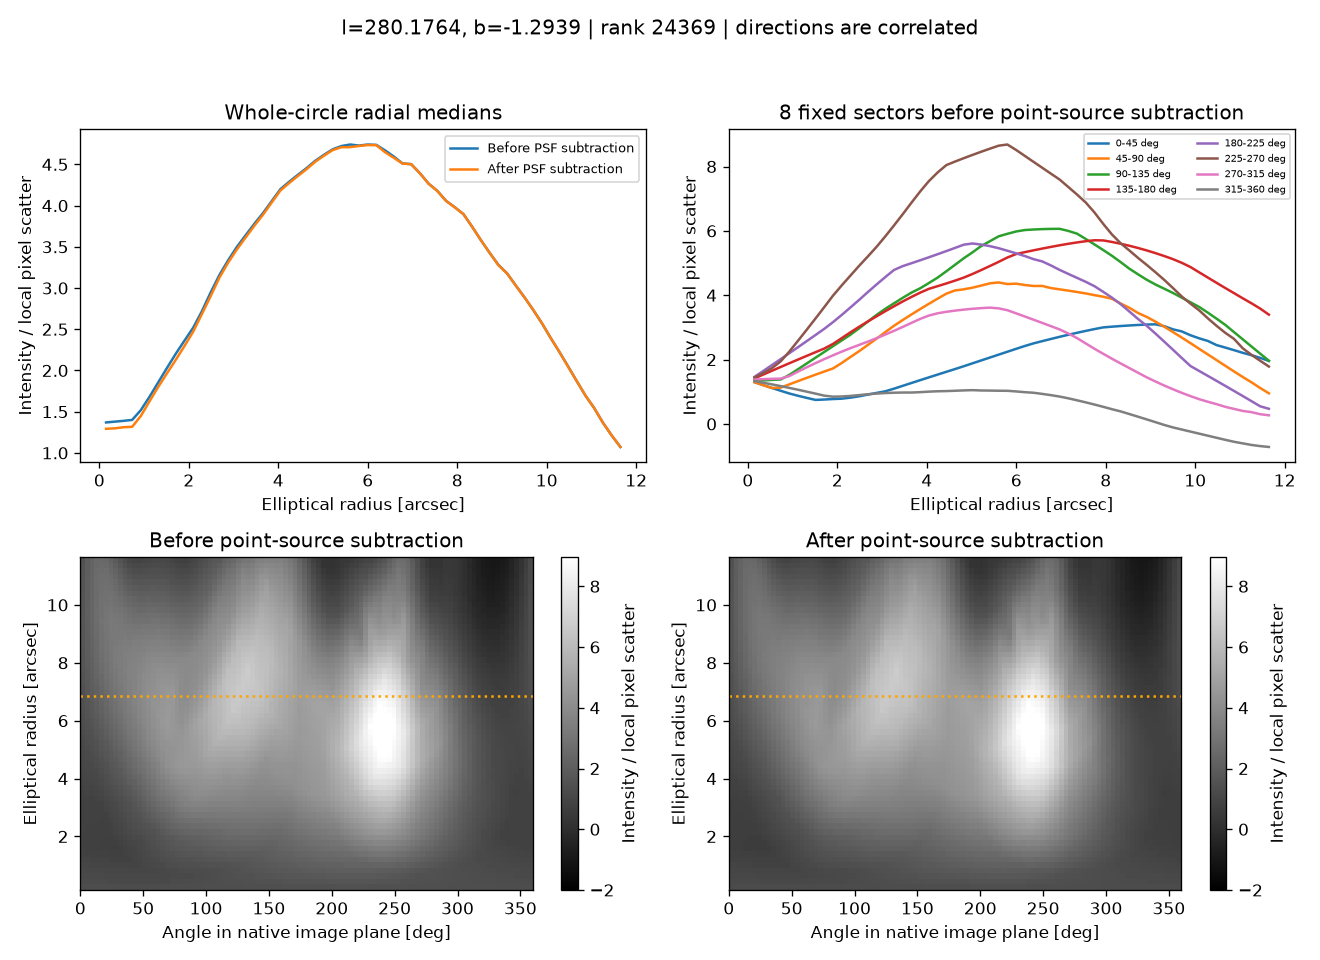 l=280.1764, b=-1.2939 | rank 24369 | directions are correlated
Whole-circle radial medians
Intensity / local pixel scatter
4.5
4.0
3.5
3.0
2.5
2.0
1.5
1.0
Before PSF subtraction
After PSF subtraction
0 2 4 6 8 10 12
Elliptical radius [arcsec]
8 fixed sectors before point-source subtraction
Intensity / local pixel scatter
8
6
4
2
0
0-45 deg
45-90 deg
90-135 deg
135-180 deg
180-225 deg
225-270 deg
270-315 deg
315-360 deg
0 2 4 6 8 10 12
Elliptical radius [arcsec]
Before point-source subtraction
Elliptical radius [arcsec]
10
8
6
4
2
0 50 100 150 200 250 300 350
Angle in native image plane [deg]
8
6
4
2
0
−2
Intensity / local pixel scatter
After point-source subtraction
Elliptical radius [arcsec]
10
8
6
4
2
0 50 100 150 200 250 300 350
Angle in native image plane [deg]
8
6
4
2
0
−2
Intensity / local pixel scatter